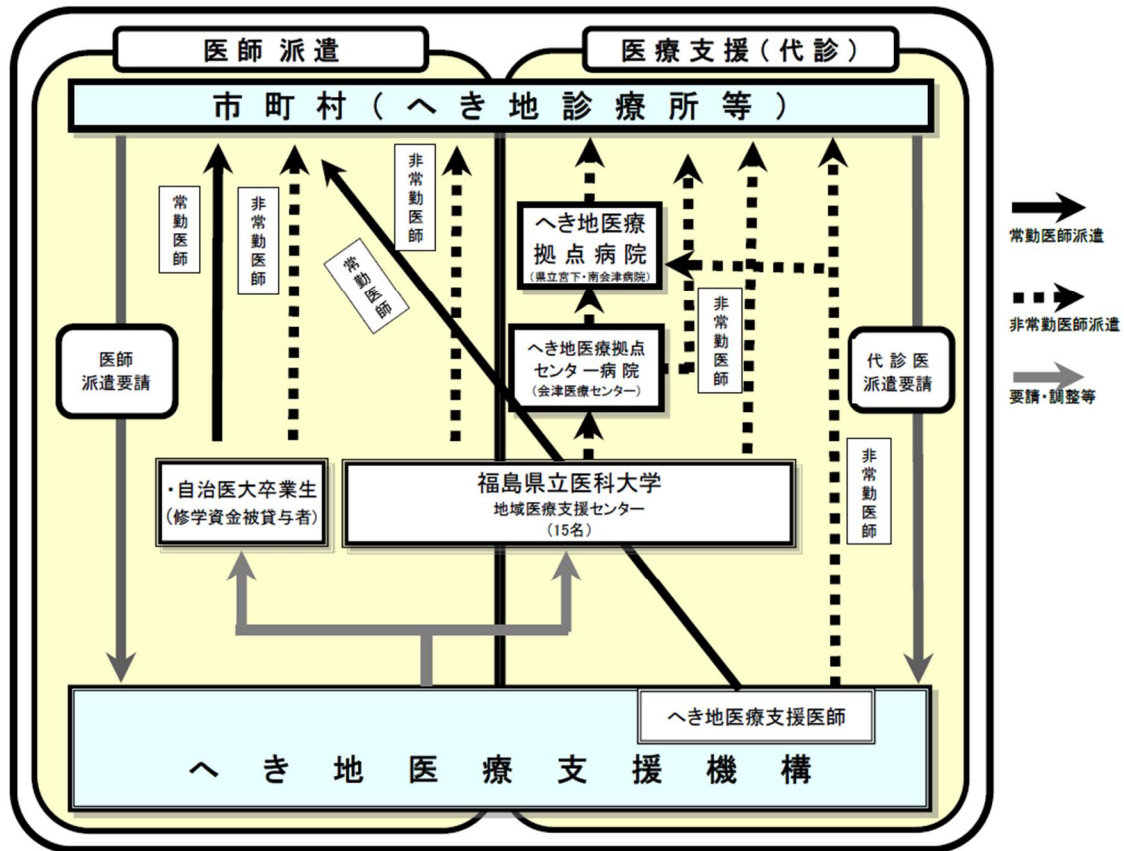 医師派遣
医療支援(代診)
市町村(へき地診療所等)
常勤医師
非常勤医師
常勤医師
非常勤医師
へき地医療
拠点病院
(県立宮下・南会津病院)
へき地医療拠点
センター病院
(会津医療センター)
非常勤医師
医師
派遣要請
代診医
派遣要請
・自治医大卒業生
(修学資金被貸与者)
福島県立医科大学
地域医療支援センター
(15名)
非常勤医師
へき地医療支援医師
へき地医療支援機構
常勤医師派遣
非常勤医師派遣
要請・調整等